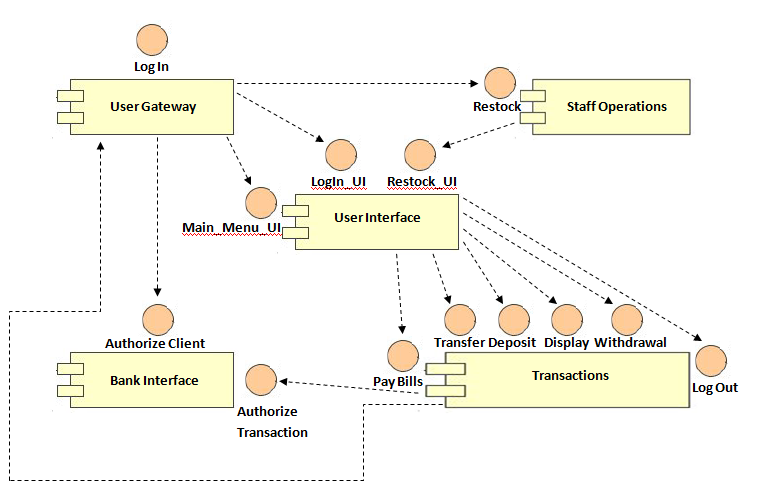 Log In
User Gateway
Restock
Staff Operations
LogIn_UI
Restock_UI
Main_Menu_UI
User Interface
Authorize Client
Transfer
Deposit
Display
Withdrawal
Bank Interface
Pay Bills
Transactions
Log Out
Authorize
Transaction